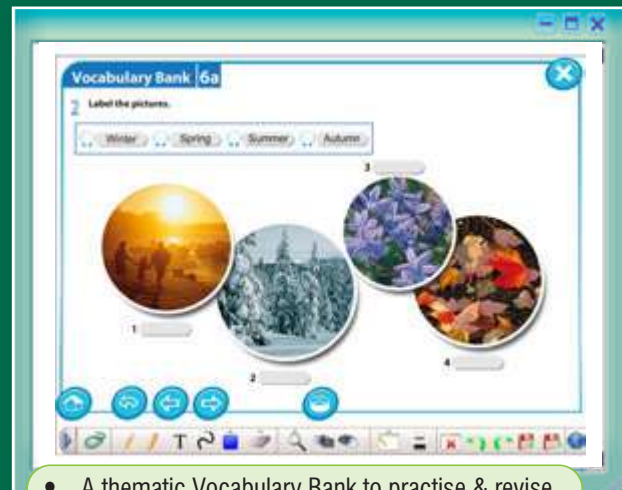 Vocabulary Bank 6a
2 Label the pictures.
Winter Spring Summer Autumn
3
1
2
4
T
• A thematic Vocabulary Bank to practise & revise